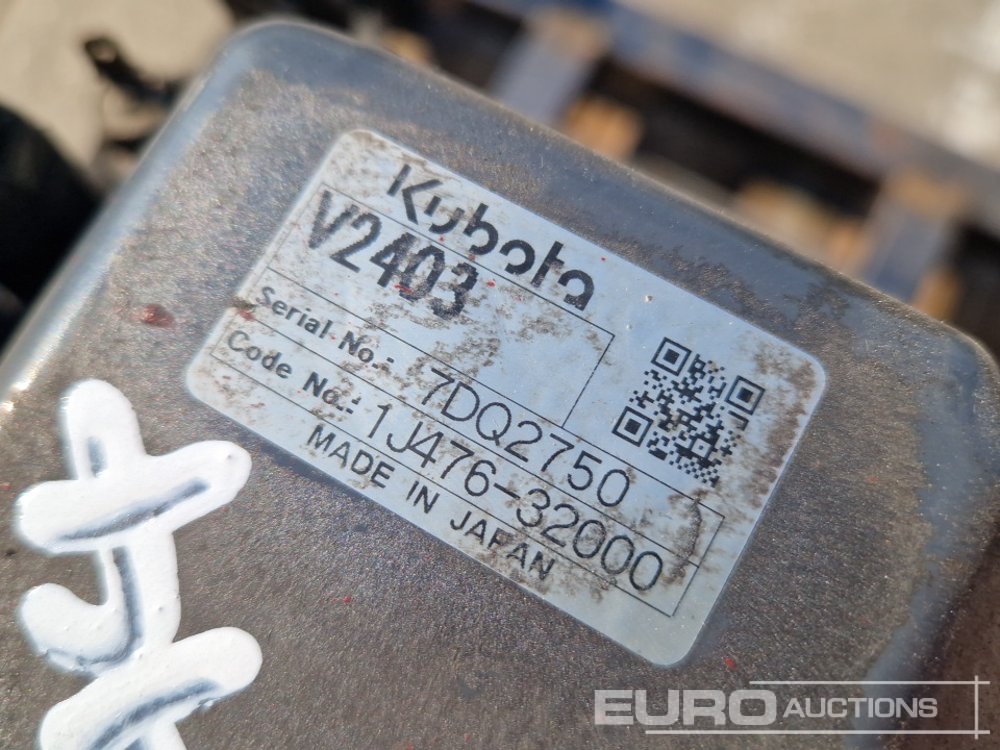 Kubota
V2403
Serial No.: 7DQ2750
Code No.: 1J476-32000
MADE IN JAPAN
EURO AUCTIONS